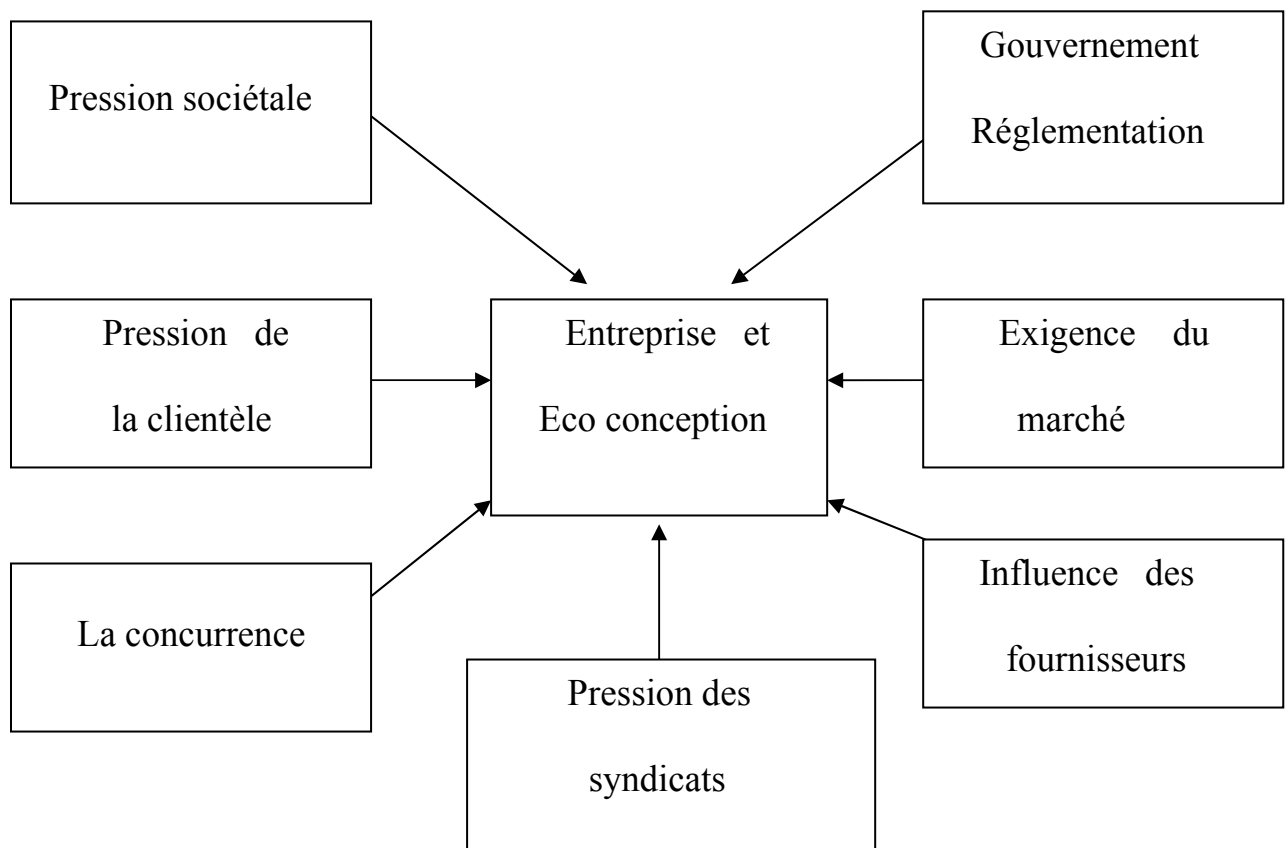 Pression sociétale
Gouvernement
Réglementation
Pression de
la clientèle
Entreprise et
Eco conception
Exigence du
marché
La concurrence
Pression des
syndicats
Influence des
fournisseurs